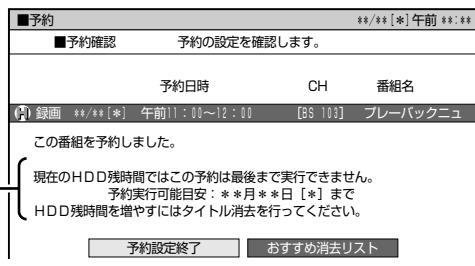 ■予約 **/**[*]午前 **:**
■予約確認 予約の設定を確認します。
予約日時 CH 番組名
Ⓗ 録画 **/**[*] 午前11:00〜12:00 [BS 103] プレーバックニュ
この番組を予約しました。
現在のHDD残時間ではこの予約は最後まで実行できません。
予約実行可能目安:**月**日[*]まで
HDD残時間を増やすにはタイトル消去を行ってください。
予約設定終了 おすすめ消去リスト